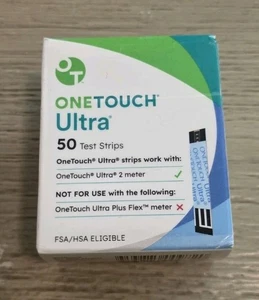 OT
ONETOUCH®
Ultra®
50 Test Strips
OneTouch® Ultra® strips work with:
OneTouch® Ultra® 2 meter ✓
NOT FOR USE with the following:
OneTouch Ultra Plus Flex™ meter ✕
FSA/HSA ELIGIBLE